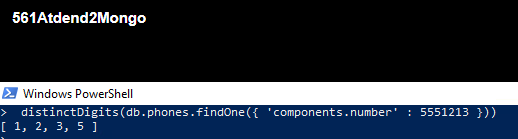 561Atdend2Mongo
Windows PowerShell
> distinctDigits(db.phones.findOne({ 'components.number' : 5551213 }))
[ 1, 2, 3, 5 ]